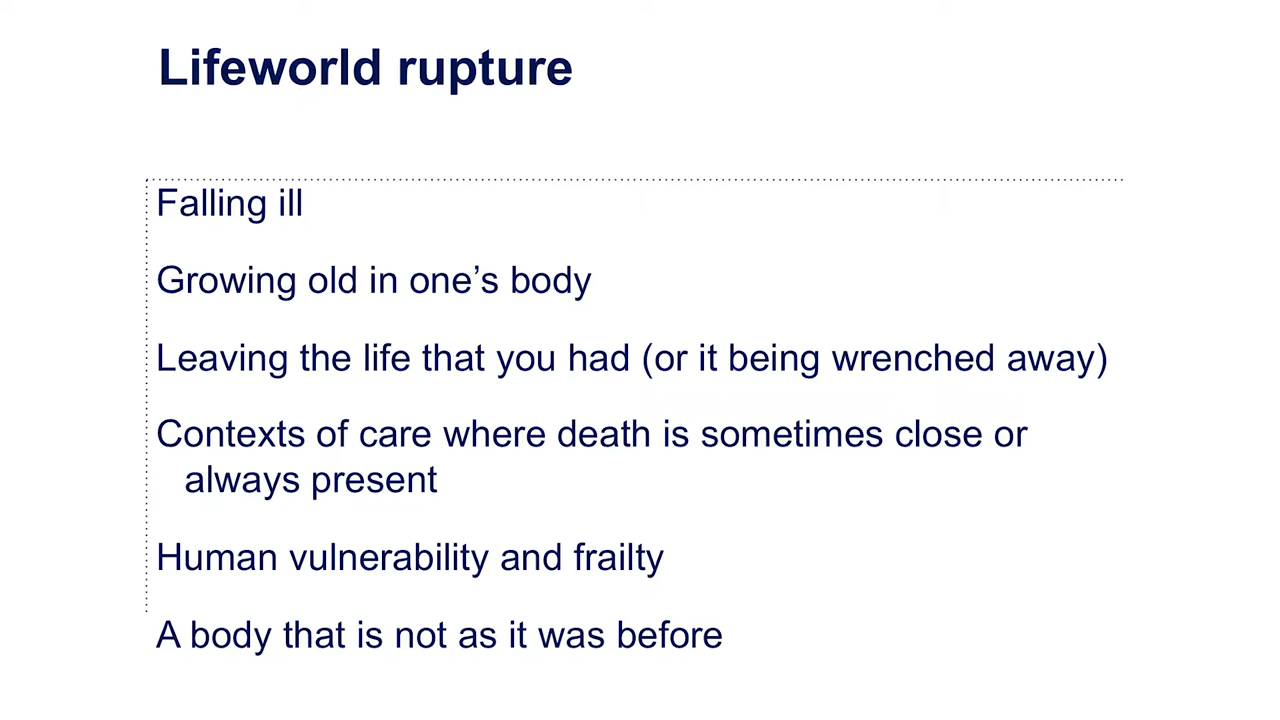 Lifeworld rupture
Falling ill
Growing old in one’s body
Leaving the life that you had (or it being wrenched away)
Contexts of care where death is sometimes close or
always present
Human vulnerability and frailty
A body that is not as it was before